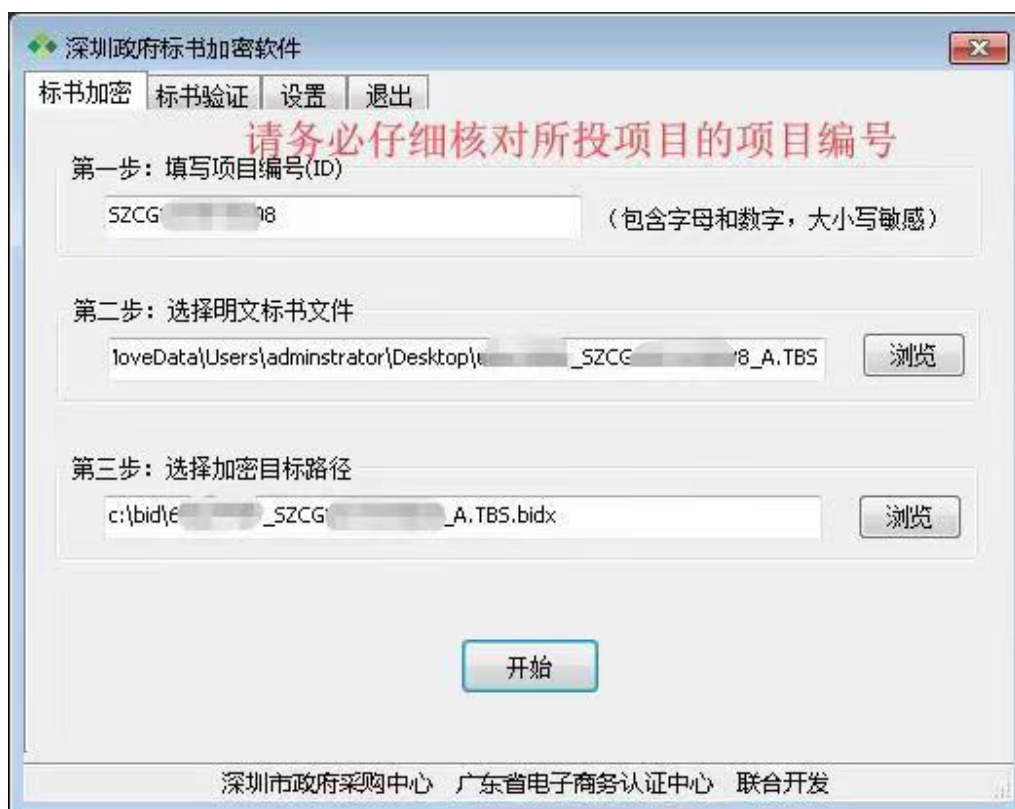 深圳政府标书加密软件
标书加密 标书验证 设置 退出
请务必仔细核对所投项目的项目编号
第一步：填写项目编号(ID)
SZCG 98 （包含字母和数字，大小写敏感）
第二步：选择明文标书文件
loveData\Users\adminstrator\Desktop\ _SZCG 98_A.TBS 浏览
第三步：选择加密目标路径
c:\bid\6 _SZCG _A.TBS.bidx 浏览
开始
深圳市政府采购中心 广东省电子商务认证中心 联合开发